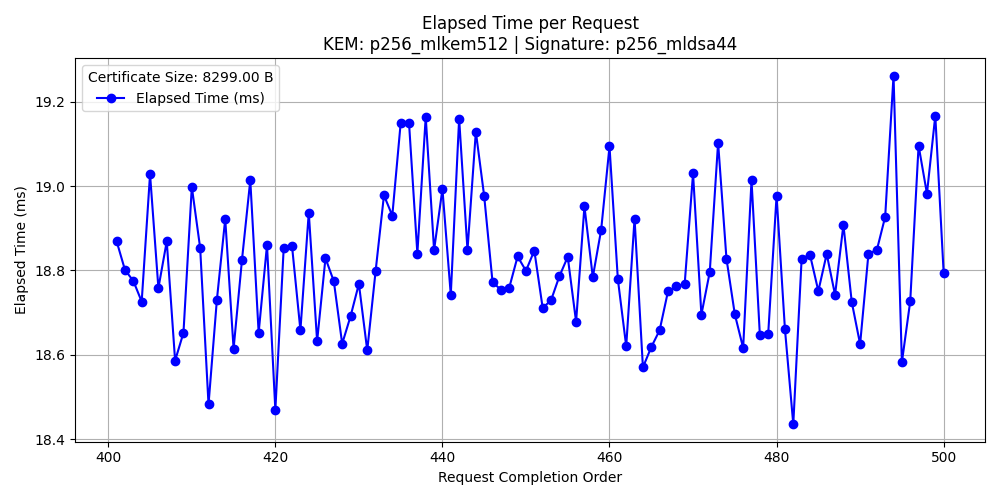 Elapsed Time per Request
KEM: p256_mlkem512 | Signature: p256_mldsa44
Certificate Size: 8299.00 B
Elapsed Time (ms)
Elapsed Time (ms)
19.2
19.0
18.8
18.6
18.4
400
420
440
460
480
500
Request Completion Order